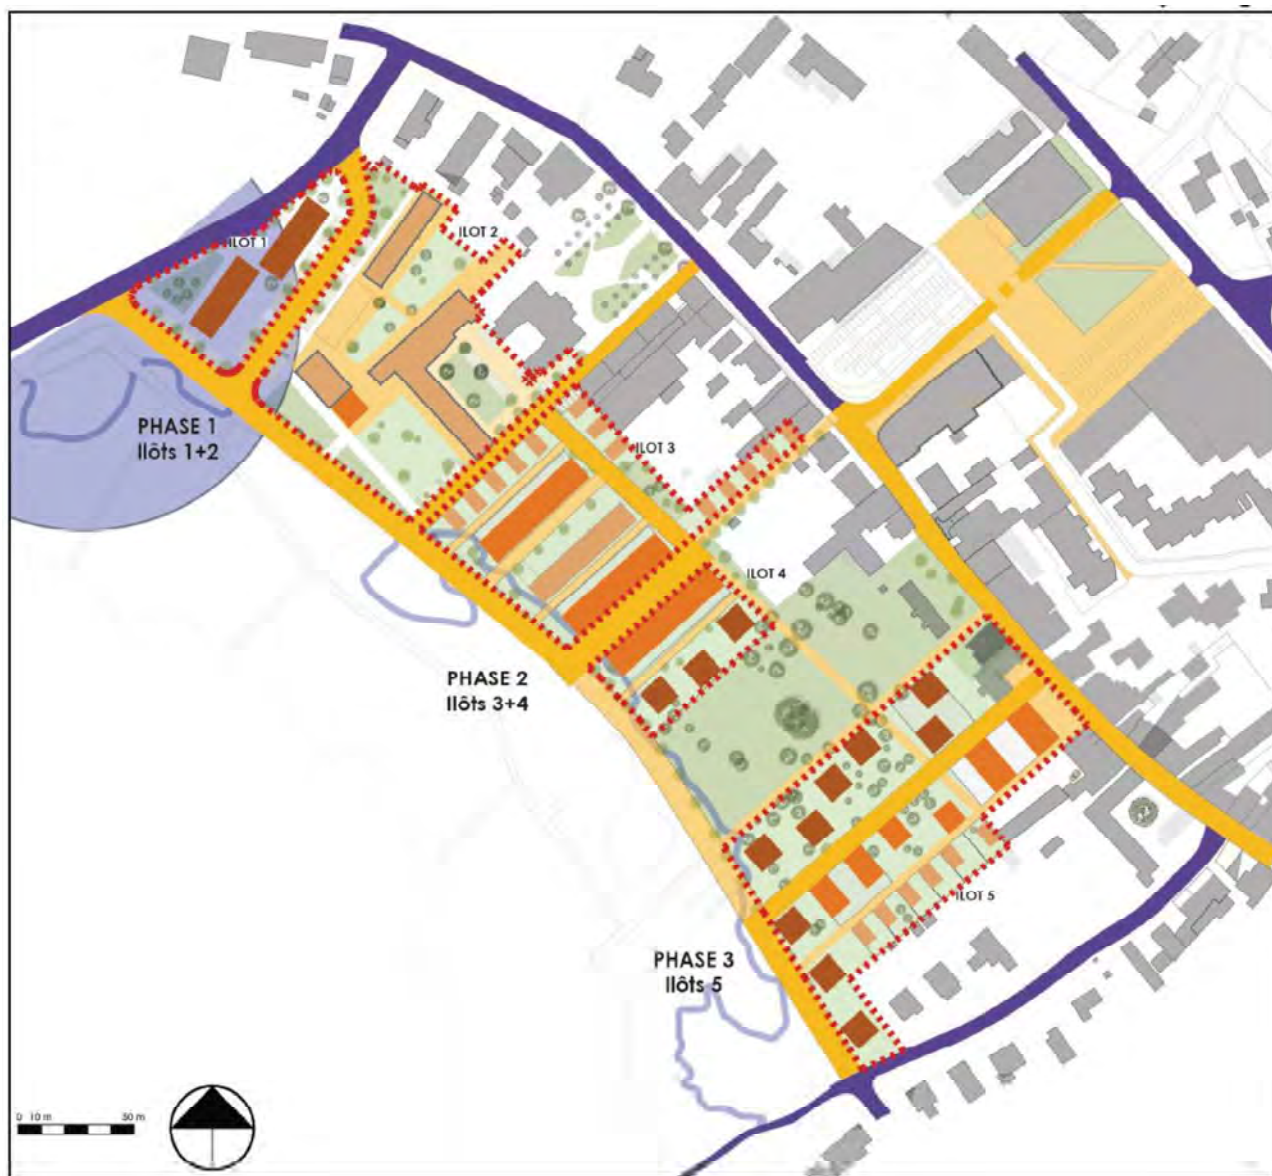 ILOT 1
ILOT 2
PHASE 1
Ilôts 1+2
ILOT 3
ILOT 4
PHASE 2
Ilôts 3+4
ILOT 5
PHASE 3
Ilôts 5
0 10 m 50 m